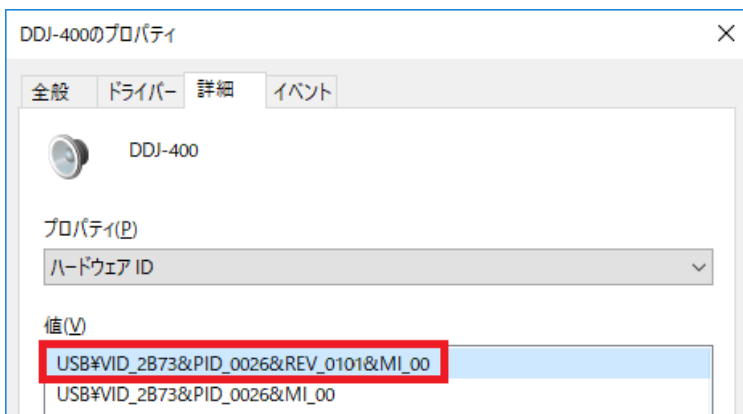 DDJ-400のプロパティ
全般 ドライバー 詳細 イベント
DDJ-400
プロパティ(P)
ハードウェア ID
値(V)
USB¥VID_2B73&PID_0026&REV_0101&MI_00
USB¥VID_2B73&PID_0026&MI_00